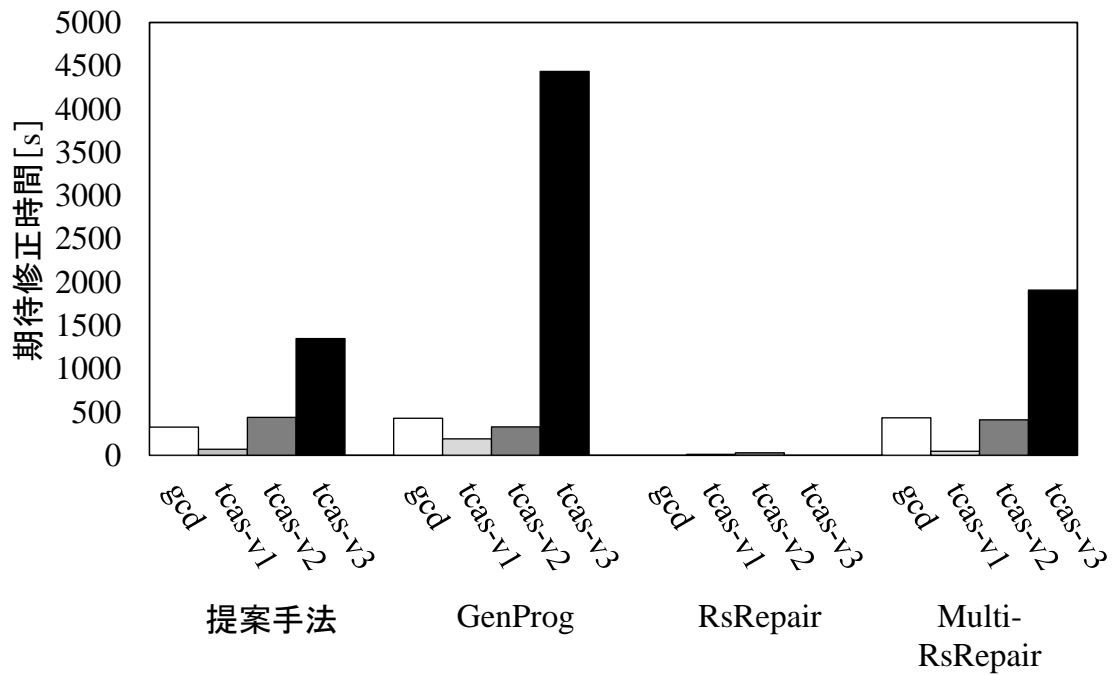 5000
4500
4000
3500
3000
2500
2000
1500
1000
500
0
期待修正時間[s]
gcd
tcas-v1
tcas-v2
tcas-v3
gcd
tcas-v1
tcas-v2
tcas-v3
gcd
tcas-v1
tcas-v2
tcas-v3
gcd
tcas-v1
tcas-v2
tcas-v3
提案手法
GenProg
RsRepair
Multi-
RsRepair